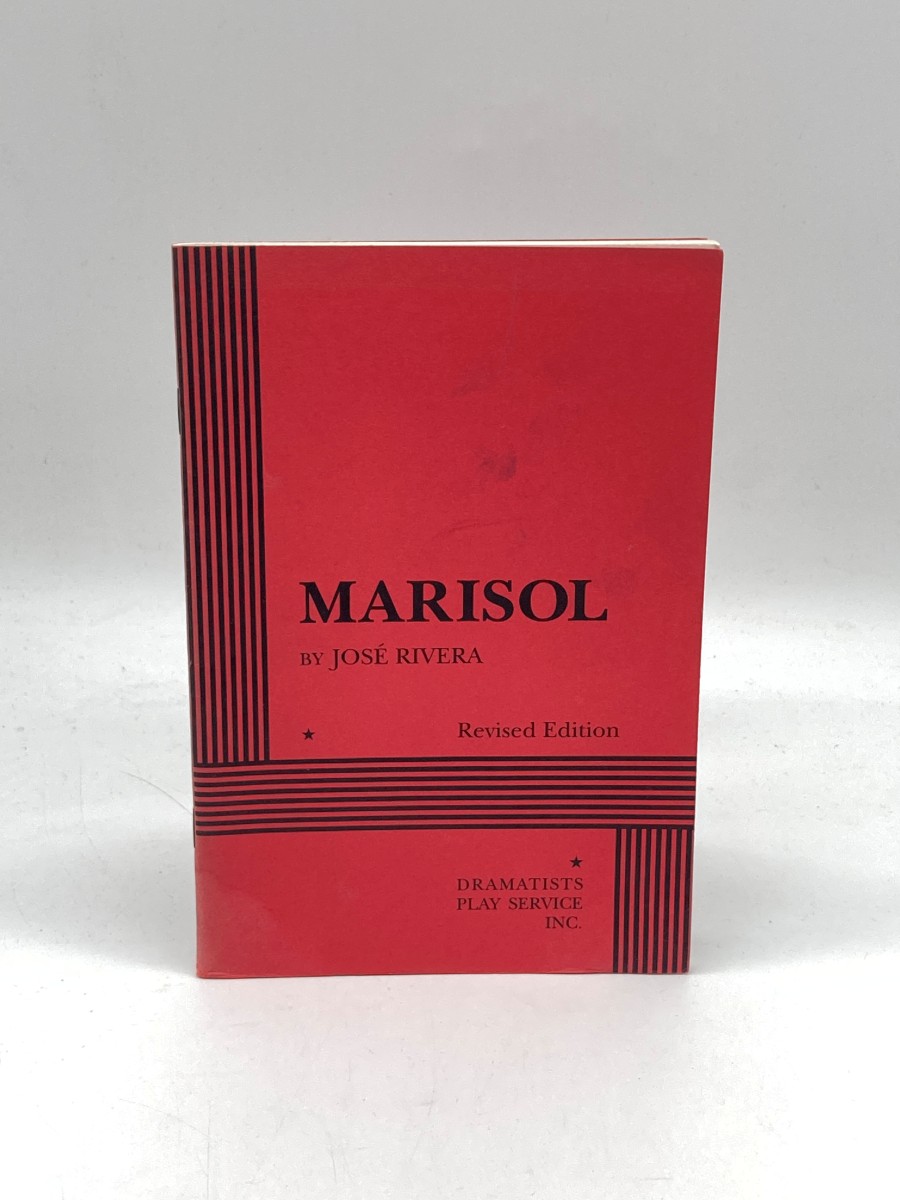 MARISOL
BY JOSÉ RIVERA
★ Revised Edition
★
DRAMATISTS
PLAY SERVICE
INC.